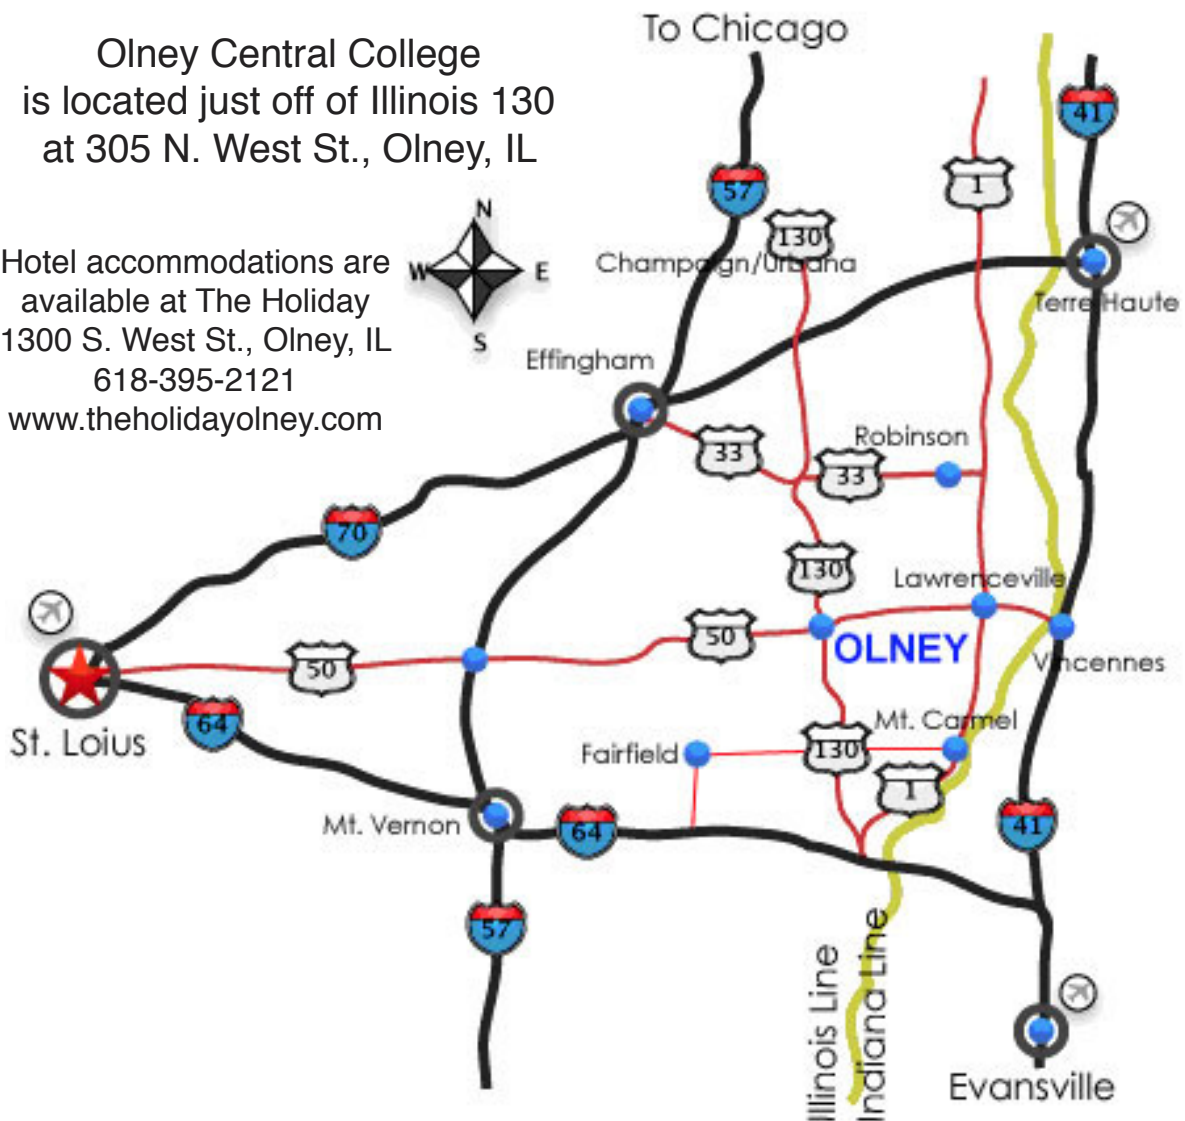 To Chicago
Olney Central College
is located just off of Illinois 130
at 305 N. West St., Olney, IL
Hotel accommodations are
available at The Holiday
1300 S. West St., Olney, IL
618-395-2121
www.theholidayolney.com
N
W
E
S
41
57
1
130
Champaign/Urbana
Terre Haute
Effingham
33
Robinson
33
70
130
Lawrenceville
50
50
OLNEY
Vincennes
64
St. Loius
Mt. Carmel
Fairfield
130
1
Mt. Vernon
64
41
57
Illinois Line
Indiana Line
Evansville